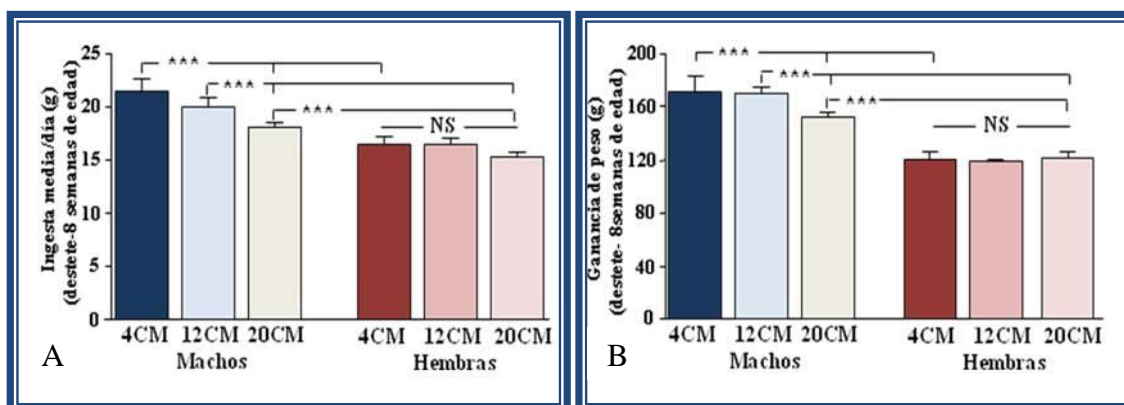 Ingesta media/día (g)
(destete-8 semanas de edad)
25
20
15
10
5
0
***
***
***
NS
4CM 12CM 20CM 4CM 12CM 20CM
Machos Hembras
A
Ganancia de peso (g)
(destete- 8semanas de edad)
200
160
120
80
40
0
***
***
***
NS
4CM 12CM 20CM 4CM 12CM 20CM
Machos Hembras
B